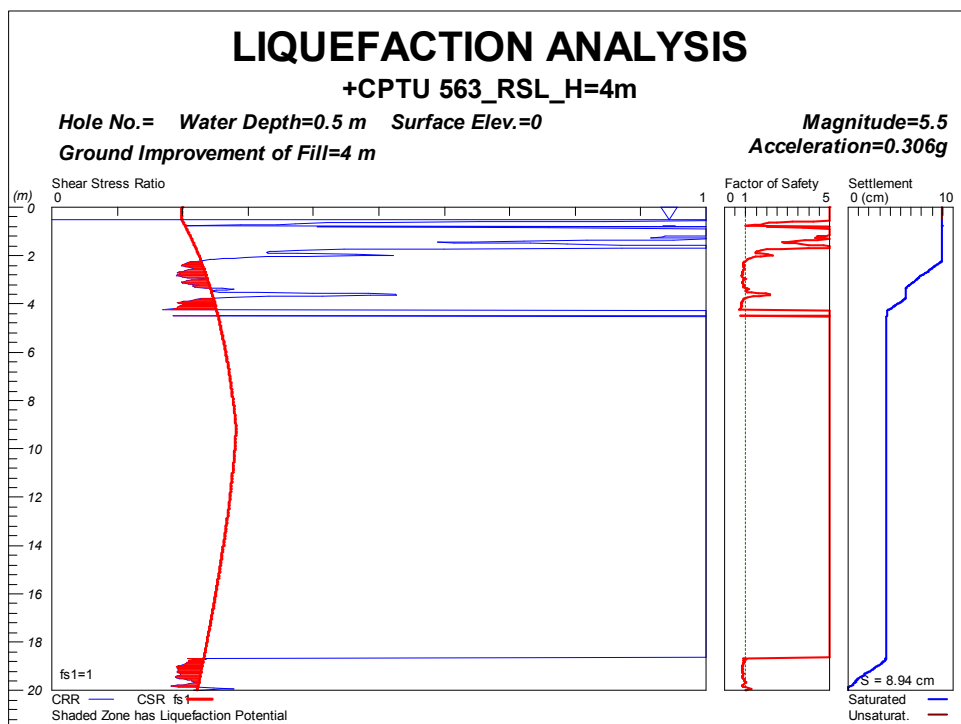 LIQUEFACTION ANALYSIS
+CPTU 563_RSL_H=4m
Hole No.= Water Depth=0.5 m Surface Elev.=0 Magnitude=5.5
Ground Improvement of Fill=4 m Acceleration=0.306g
Shear Stress Ratio Factor of Safety Settlement
(m) 0 1 0 1 5 0 (cm) 10
0
2
4
6
8
10
12
14
16
18
fs1=1 S = 8.94 cm
20
CRR CSR fs1 Saturated
Shaded Zone has Liquefaction Potential Unsaturat.